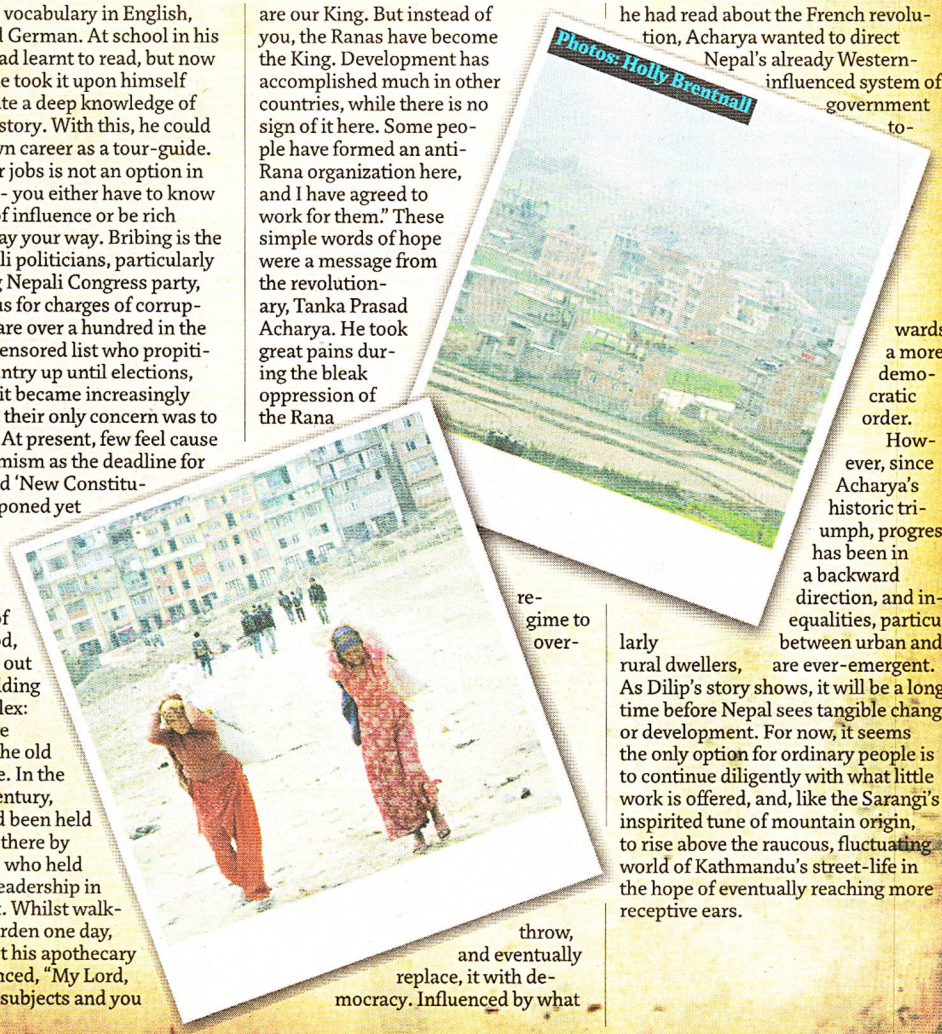 vocabulary in English,
d German. At school in his
ad learnt to read, but now
e took it upon himself
ate a deep knowledge of
story. With this, he could
wn career as a tour-guide.
r jobs is not an option in
- you either have to know
of influence or be rich
ay your way. Bribing is the
li politicians, particularly
g Nepali Congress party,
us for charges of corrup-
are over a hundred in the
ensored list who propiti-
ntry up until elections,
it became increasingly
their only concern was to
At present, few feel cause
mism as the deadline for
d 'New Constitu-
poned yet
of
od,
out
lding
lex:
re
he old
e. In the
entury,
d been held
there by
who held
eadership in
t. Whilst walk-
rden one day,
t his apothecary
nced, “My Lord,
subjects and you
are our King. But instead of
you, the Ranas have become
the King. Development has
accomplished much in other
countries, while there is no
sign of it here. Some peo-
ple have formed an anti-
Rana organization here,
and I have agreed to
work for them.” These
simple words of hope
were a message from
the revolution-
ary, Tanka Prasad
Acharya. He took
great pains dur-
ing the bleak
oppression of
the Rana
re-
gime to
over-
throw,
and eventually
replace, it with de-
mocracy. Influenced by what
Photos: Holly Brentnall
he had read about the French revolu-
tion, Acharya wanted to direct
Nepal's already Western-
influenced system of
government
to-
wards
a more
demo-
cratic
order.
How-
ever, since
Acharya's
historic tri-
umph, progres
has been in
a backward
direction, and in-
equalities, particu
larly between urban and
rural dwellers, are ever-emergent.
As Dilip's story shows, it will be a long
time before Nepal sees tangible chang
or development. For now, it seems
the only option for ordinary people is
to continue diligently with what little
work is offered, and, like the Sarangi's
inspirited tune of mountain origin,
to rise above the raucous, fluctuating
world of Kathmandu's street-life in
the hope of eventually reaching more
receptive ears.